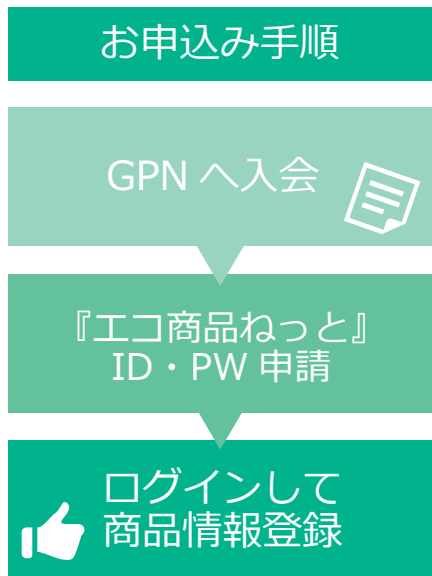 お申込み手順
GPN へ入会
『エコ商品ねっと』
ID・PW 申請
ログインして
商品情報登録